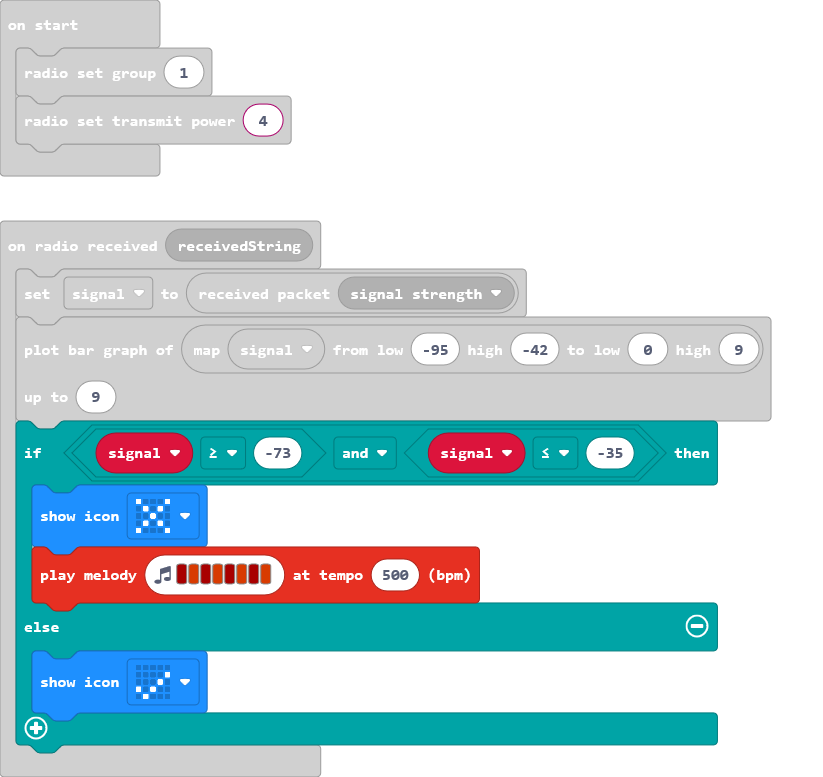 on start
radio set group 1
radio set transmit power 4
on radio received receivedString
set signal to received packet signal strength
plot bar graph of map signal from low -95 high -42 to low 0 high 9
up to 9
if signal ≥ -73 and signal ≤ -35 then
show icon
play melody at tempo 500 (bpm)
else
show icon